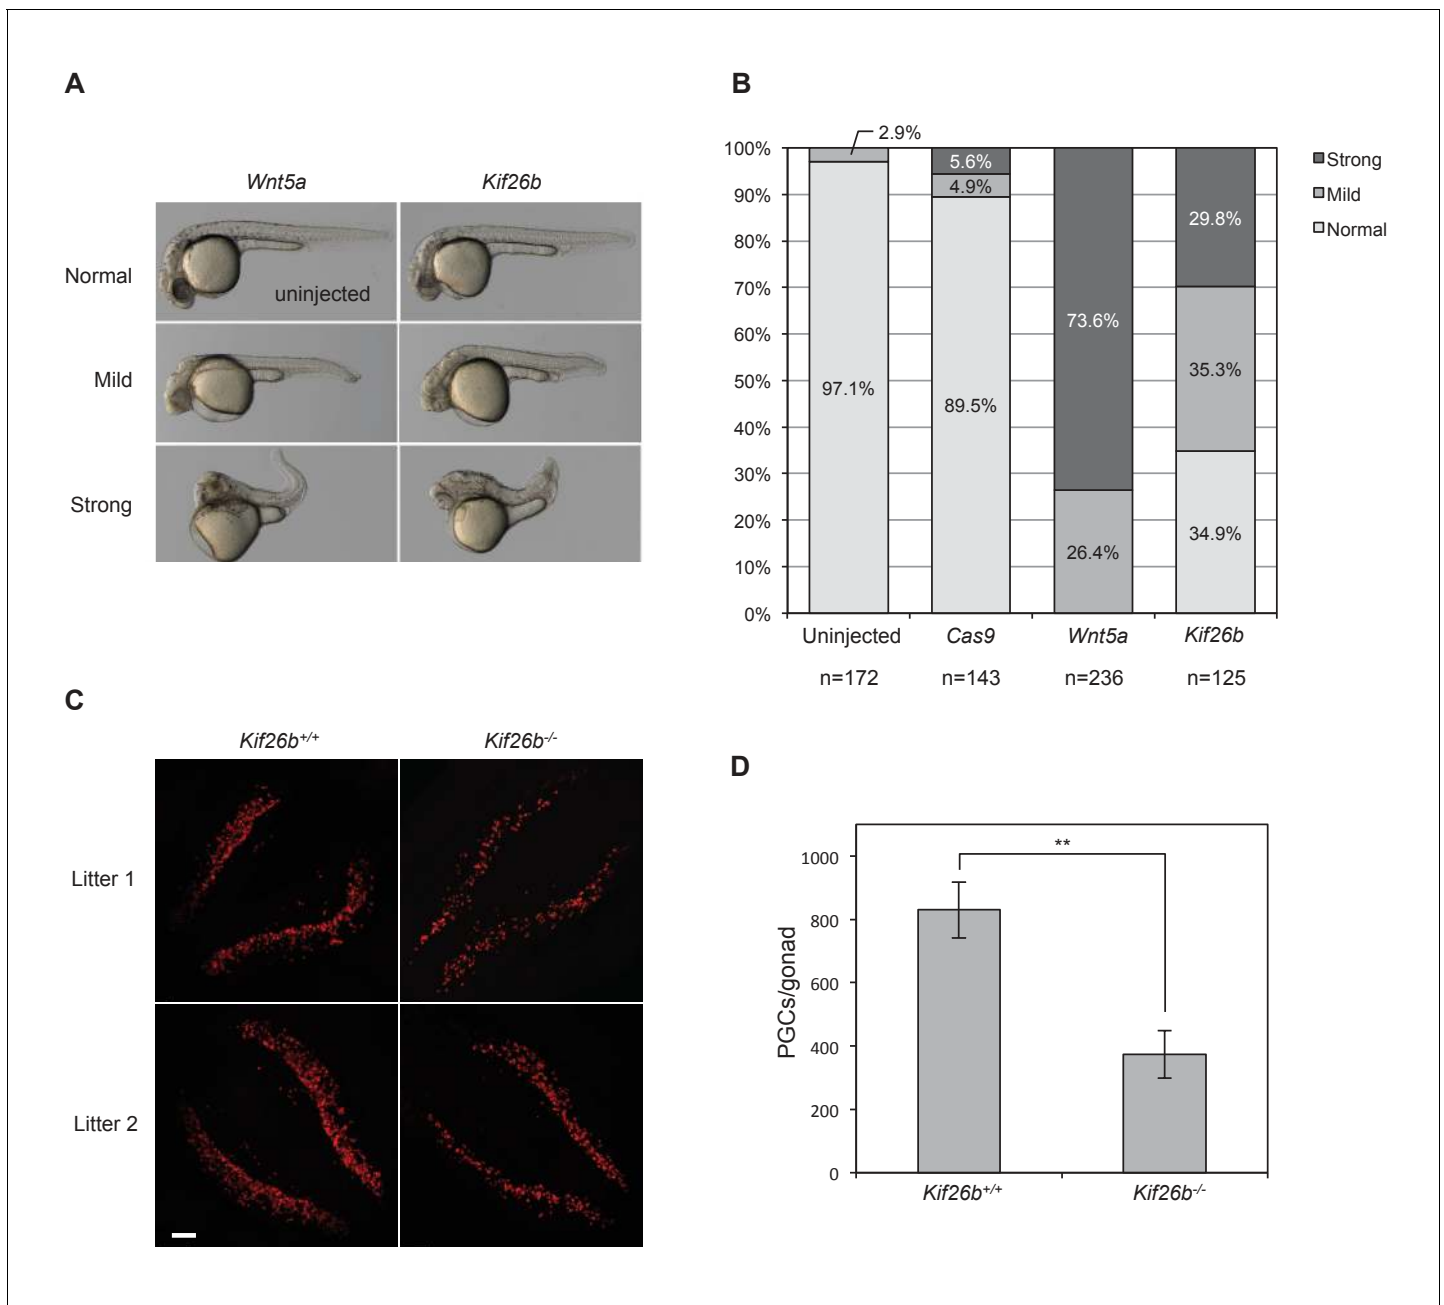 A
Wnt5a Kif26b
Normal
uninjected
Mild
Strong
B
2.9%
100%
90%
80%
70%
60%
50%
40%
30%
20%
10%
0%
97.1%
5.6%
4.9%
89.5%
73.6%
26.4%
29.8%
35.3%
34.9%
Strong
Mild
Normal
Uninjected Cas9 Wnt5a Kif26b
n=172 n=143 n=236 n=125
C
Kif26b+/+ Kif26b-/-
Litter 1
Litter 2
D
PGCs/gonad
1000
800
600
400
200
0
**
Kif26b+/+ Kif26b-/-